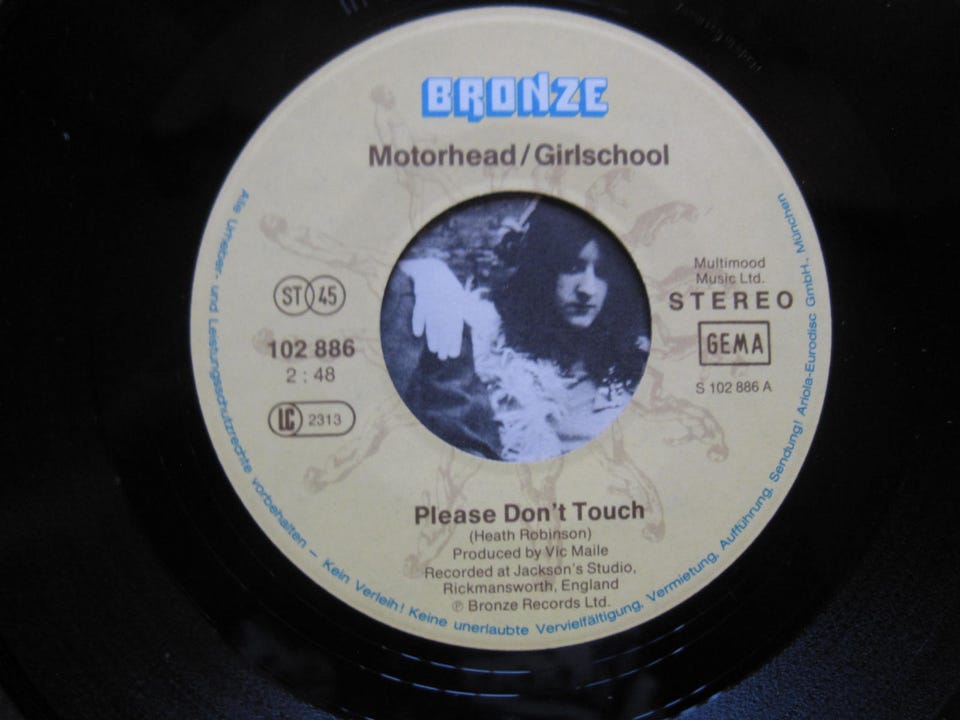 BRONZE
Motorhead/Girlschool
ST 45
102 886
2:48
LC 2313
Multimood
Music Ltd.
STEREO
GEMA
S 102 886 A
Please Don't Touch
(Heath Robinson)
Produced by Vic Maile
Recorded at Jackson's Studio,
Rickmansworth, England
℗ Bronze Records Ltd.
Alle Urheber- und Leistungsschutzrechte vorbehalten – Kein Verleih! Keine unerlaubte Vervielfältigung, Vermietung, Aufführung, Sendung! Ariola-Eurodisc GmbH., München